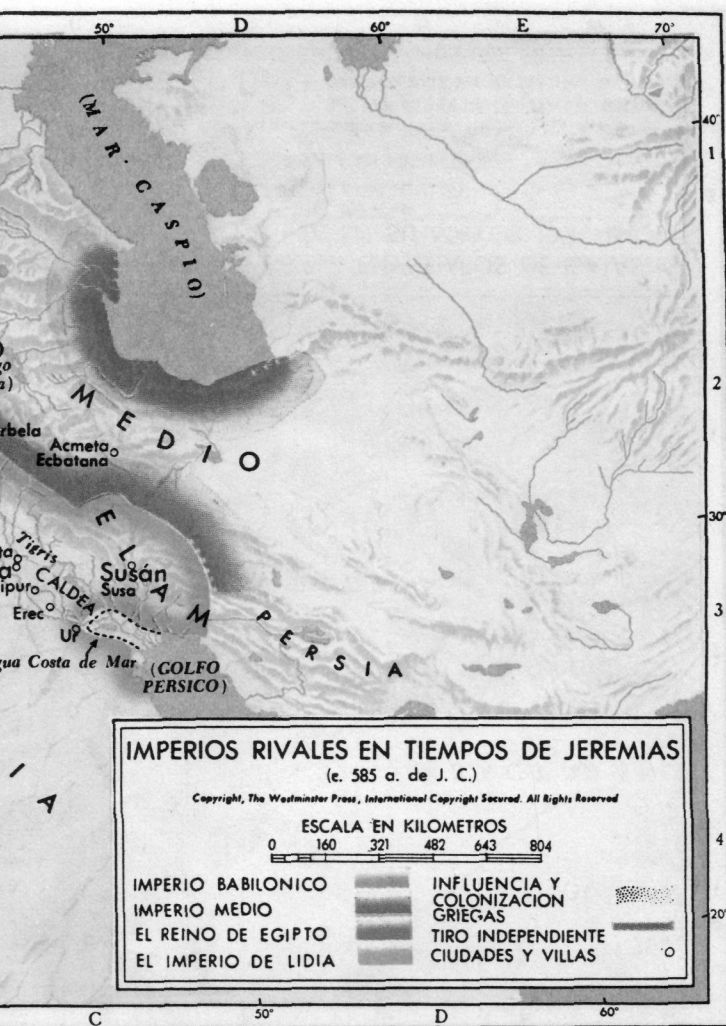 50° D 60° E 70°
40°
1
(MAR CASPIO)
2
MEDIO
Acmeta
Ecbatana
30°
ELAM
Tigris
Susán
Susa
CALDEA
Erec
Ur
3
PERSIA
Costa de Mar
(GOLFO
PERSICO)
I A
IMPERIOS RIVALES EN TIEMPOS DE JEREMIAS
(c. 585 a. de J. C.)
Copyright, The Westminster Press, International Copyright Secured. All Rights Reserved
ESCALA EN KILOMETROS
0 160 321 482 643 804
4
IMPERIO BABILONICO
IMPERIO MEDIO
EL REINO DE EGIPTO
EL IMPERIO DE LIDIA
INFLUENCIA Y
COLONIZACION
GRIEGAS
TIRO INDEPENDIENTE
CIUDADES Y VILLAS
20°
C 50° D 60°